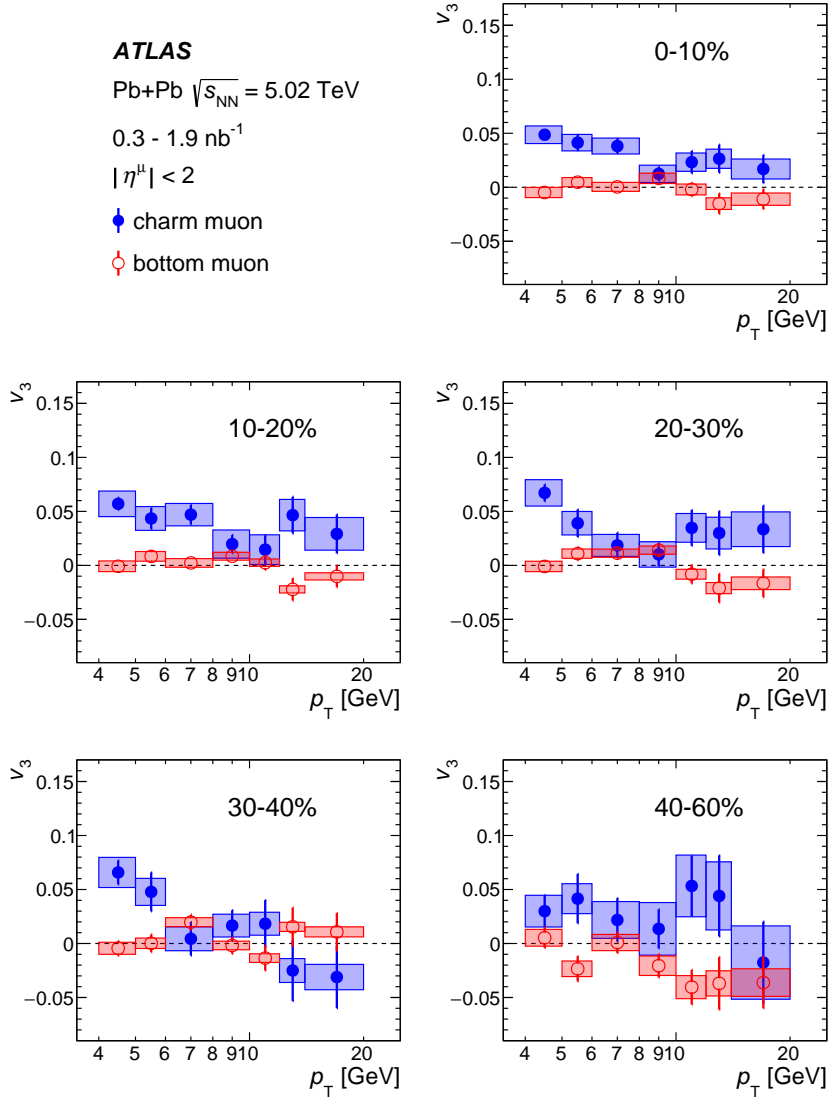 ATLAS
Pb+Pb √s_NN = 5.02 TeV
0.3 - 1.9 nb⁻¹
|η^μ| < 2
charm muon
bottom muon
v₃
0-10%
0.15
0.1
0.05
0
−0.05
4 5 6 7 8 910 20
p_T [GeV]
v₃
10-20%
0.15
0.1
0.05
0
−0.05
4 5 6 7 8 910 20
p_T [GeV]
v₃
20-30%
0.15
0.1
0.05
0
−0.05
4 5 6 7 8 910 20
p_T [GeV]
v₃
30-40%
0.15
0.1
0.05
0
−0.05
4 5 6 7 8 910 20
p_T [GeV]
v₃
40-60%
0.15
0.1
0.05
0
−0.05
4 5 6 7 8 910 20
p_T [GeV]